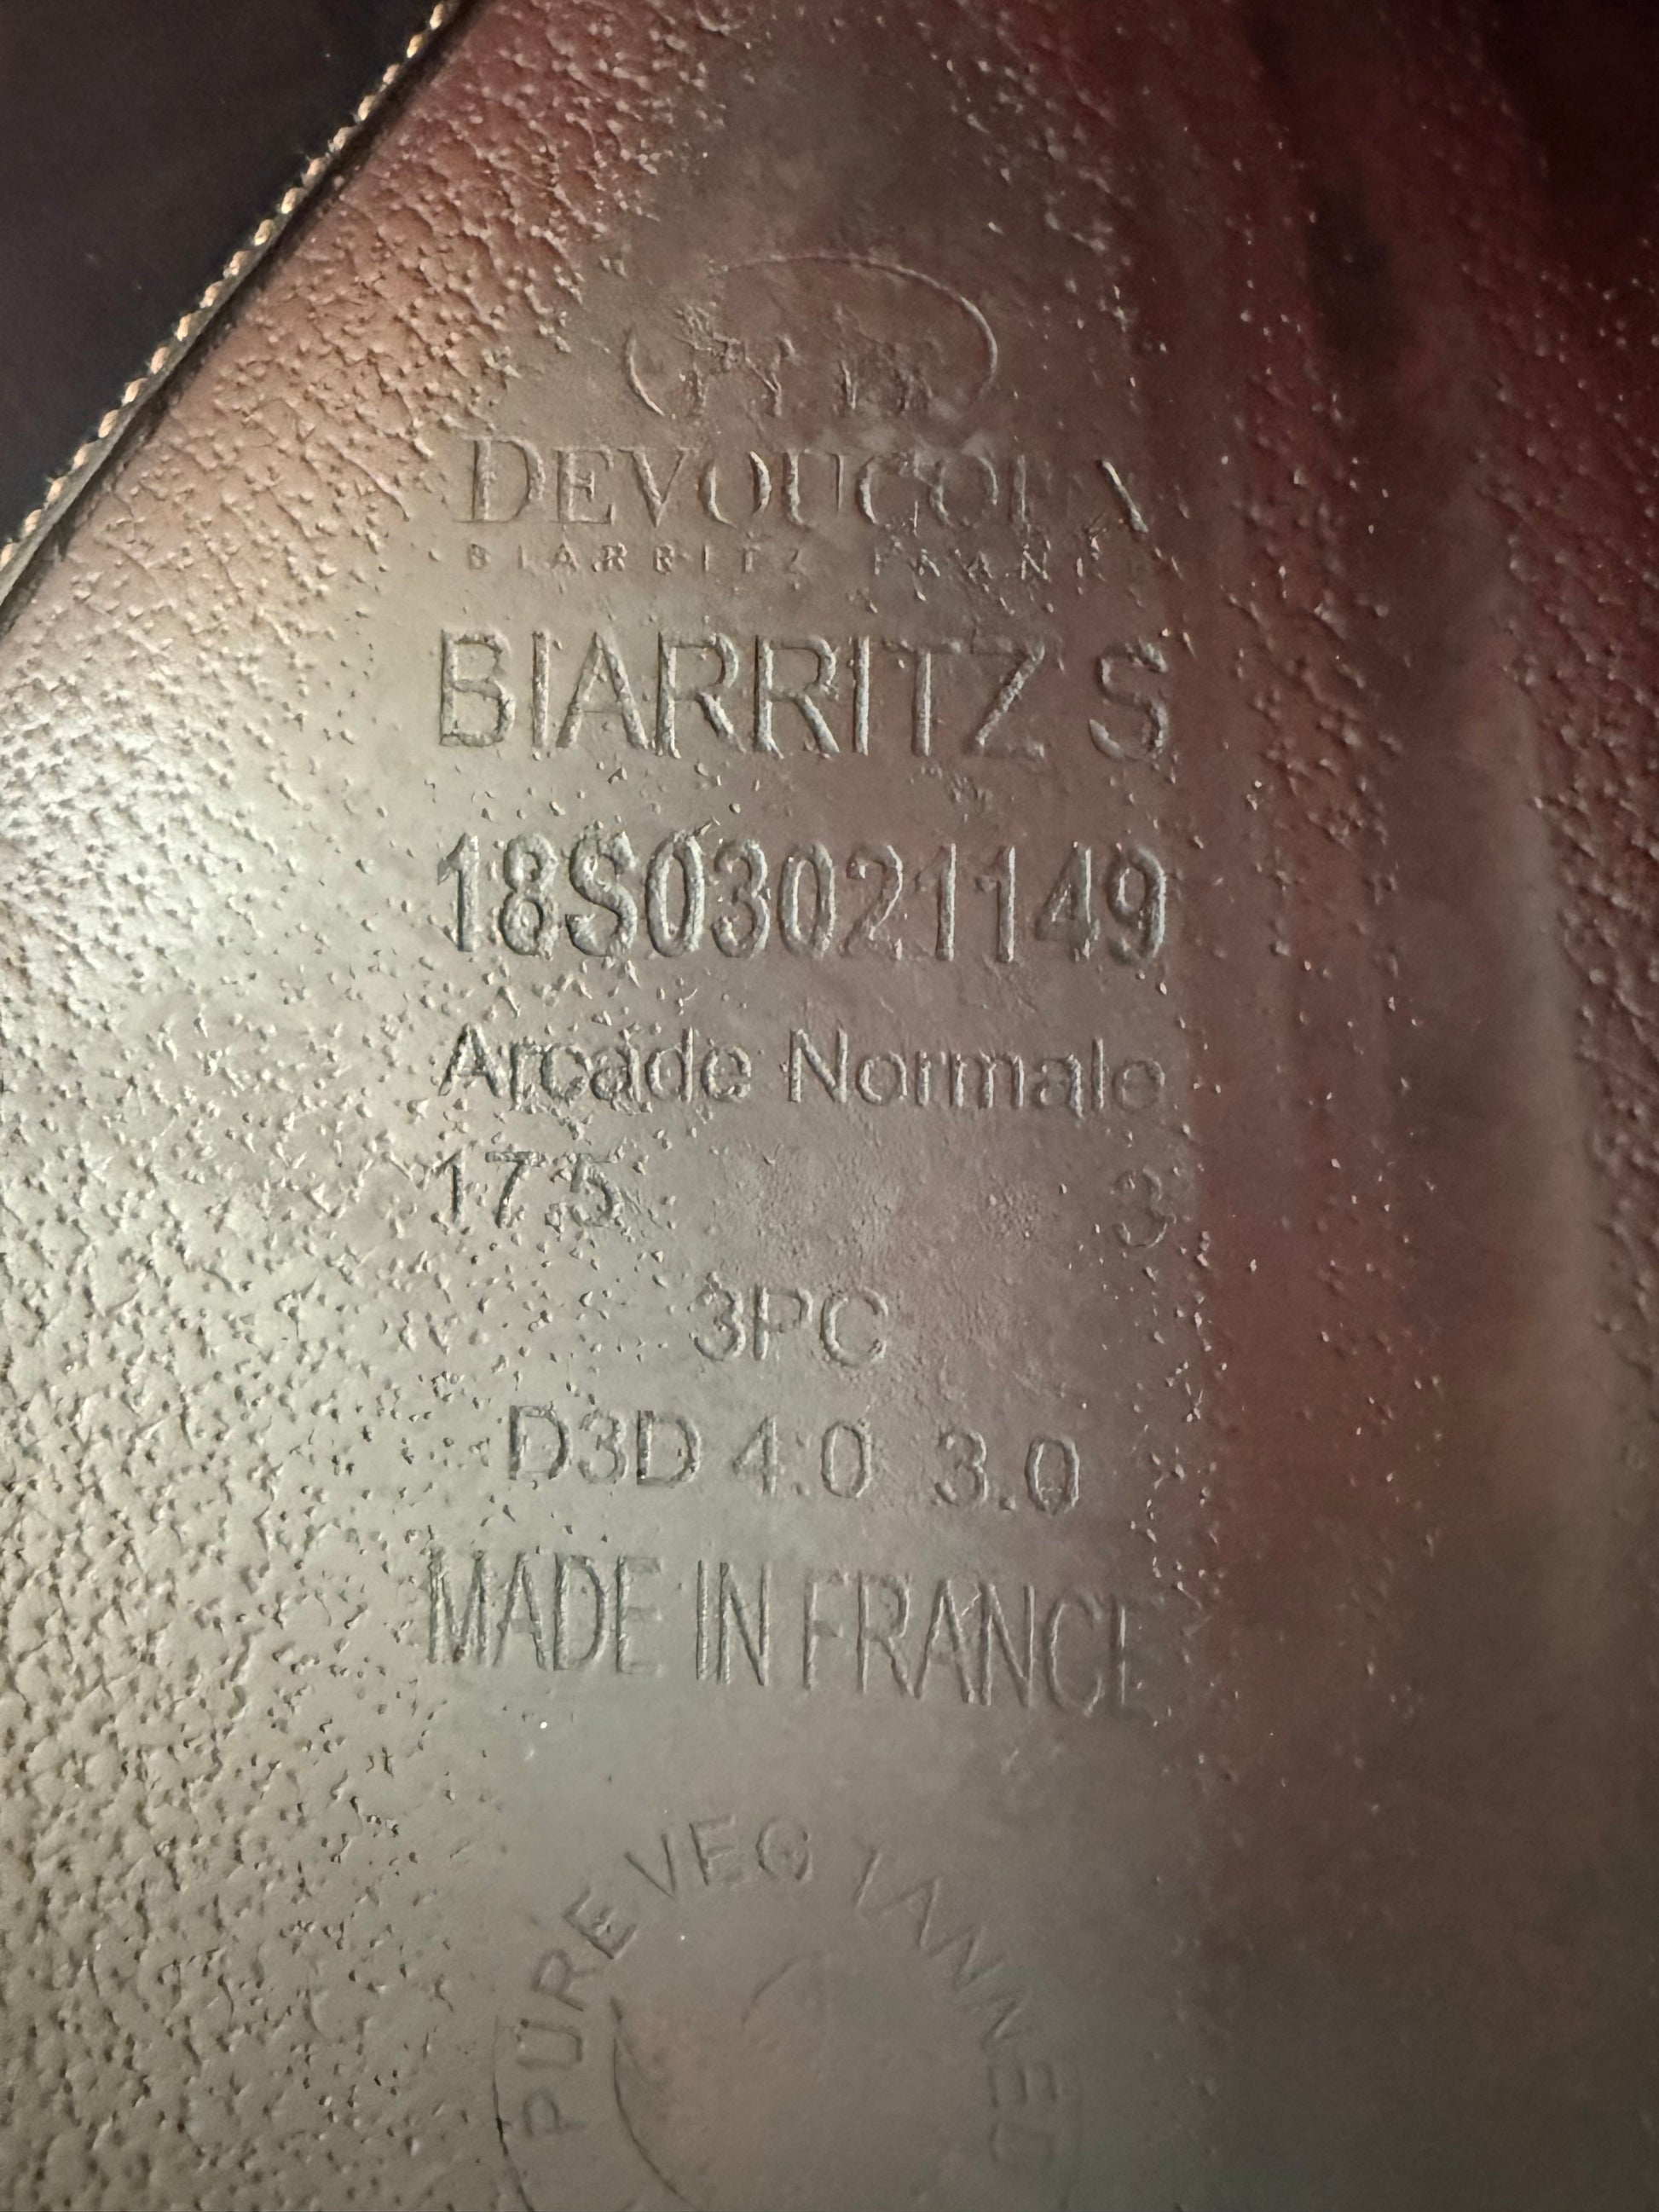 DEVOUCOUX
BIARRITZ FRANCE
BIARRITZ S
18S03021149
Arcade Normale
17.5 3
3PC
D3D 4.0 3.0
MADE IN FRANCE
PURE VEG TANNED